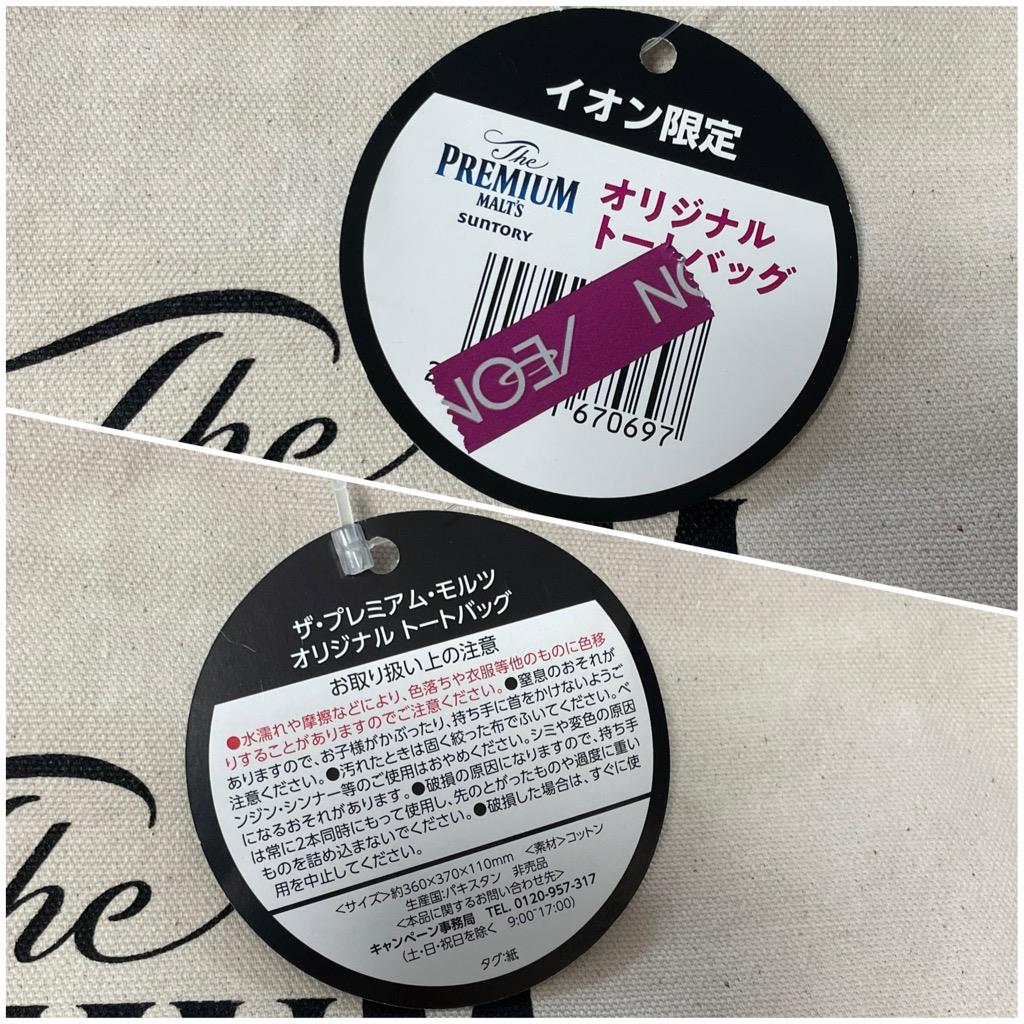 イオン限定
The
PREMIUM
MALT'S
SUNTORY
オリジナル
トートバッグ
AEON
ON
2
670697
The
ザ・プレミアム・モルツ
オリジナル トートバッグ
お取り扱い上の注意
●水濡れや摩擦などにより、色落ちや衣服等他のものに色移
りすることがありますのでご注意ください。●窒息のおそれが
ありますので、お子様がかぶったり、持ち手に首をかけないようご
注意ください。●汚れたときは固く絞った布でふいてください。ベ
ンジン・シンナー等のご使用はおやめください。シミや変色の原因
になるおそれがあります。●破損の原因になりますので、持ち手
は常に2本同時にもって使用し、先のとがったものや過度に重い
ものを詰め込まないでください。●破損した場合は、すぐに使
用を中止してください。
<サイズ>約360×370×110mm <素材>コットン
生産国:パキスタン 非売品
<本品に関するお問い合わせ先>
キャンペーン事務局 TEL. 0120-957-317
(土・日・祝日を除く 9:00~17:00)
タグ:紙
The